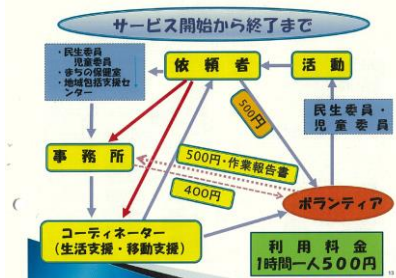 サービス開始から終了まで
・民生委員
児童委員
・まちの保健室
・地域包括支援セ
ンター
依頼者
活動
500円
民生委員・
児童委員
事務所
500円・作業報告書
400円
ボランティア
コーディネーター
(生活支援・移動支援)
利用料金
1時間一人500円